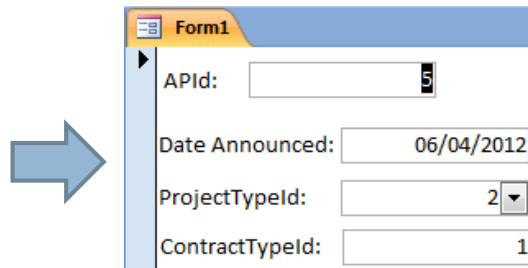 Form1
APId: 5
Date Announced: 06/04/2012
ProjectTypeId: 2
ContractTypeId: 1